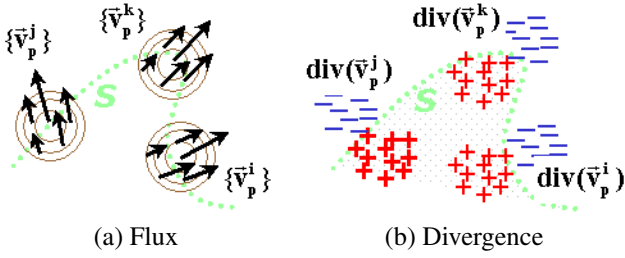 {v⃗ₚʲ}
{v⃗ₚᵏ}
S
{v⃗ₚⁱ}
(a) Flux
div(v⃗ₚᵏ)
div(v⃗ₚʲ)
S
div(v⃗ₚⁱ)
(b) Divergence